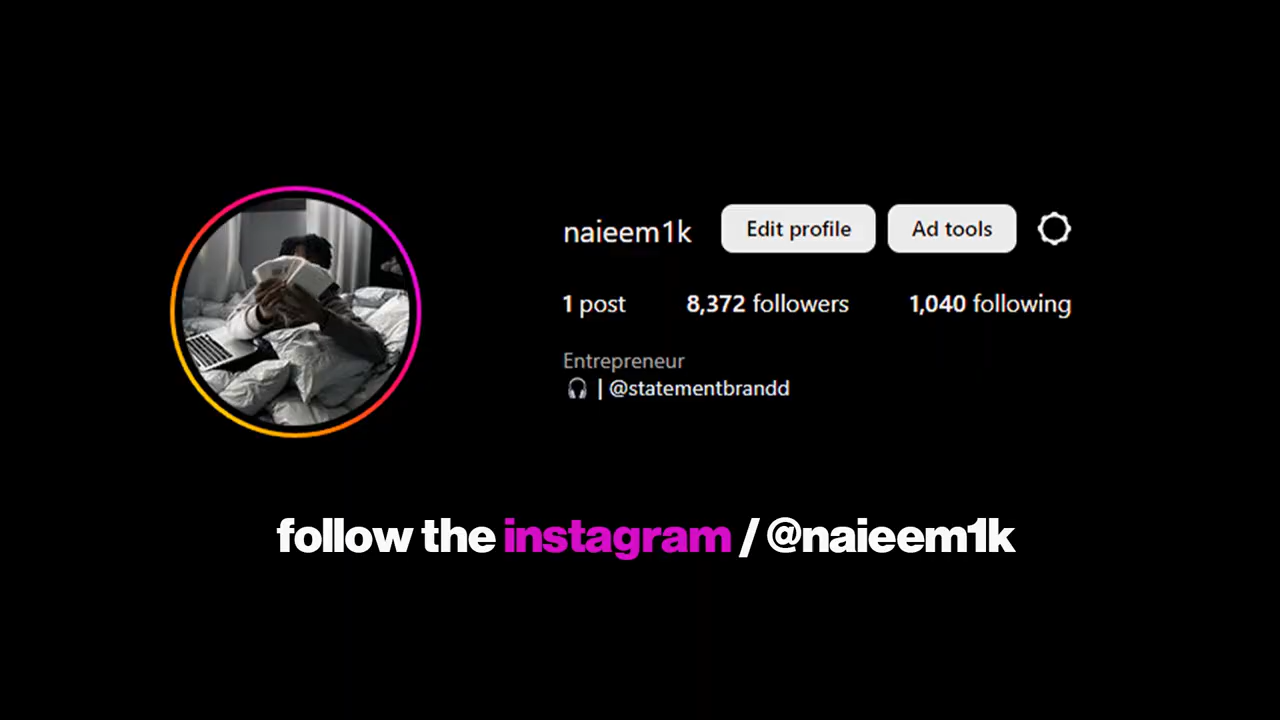 naieem1k Edit profile Ad tools
1 post 8,372 followers 1,040 following
Entrepreneur
🎧 | @statementbrandd
follow the instagram / @naieem1k